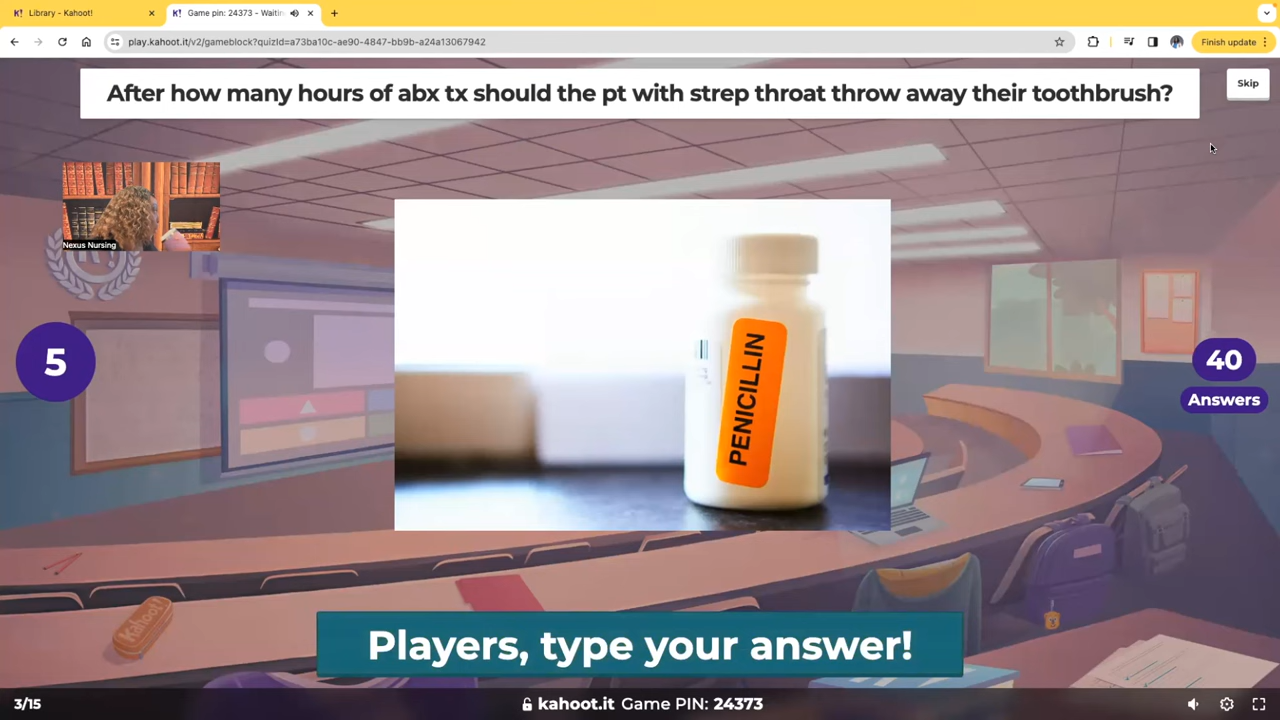 Library - Kahoot!
Game pin: 24373 - Waitin
play.kahoot.it/v2/gameblock?quizId=a73ba10c-ae90-4847-bb9b-a24a13067942
Finish update
After how many hours of abx tx should the pt with strep throat throw away their toothbrush?
Skip
Nexus Nursing
5
40
Answers
PENICILLIN
Kahoot!
Players, type your answer!
3/15
kahoot.it Game PIN: 24373